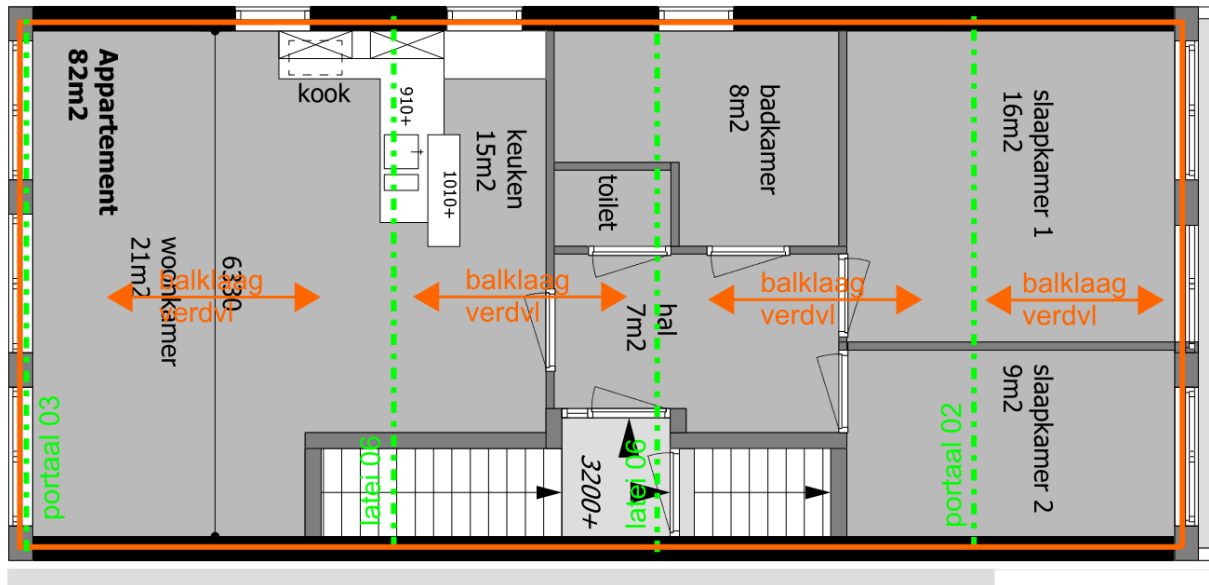 Appartement
82m2
kook
910+
1010+
keuken
15m2
toilet
badkamer
8m2
slaapkamer 1
16m2
woonkamer
21m2
6330
balklaag
verdvl
balklaag
verdvl
balklaag
verdvl
balklaag
verdvl
hal
7m2
slaapkamer 2
9m2
portaal 03
latei 06
3200+
latei 06
portaal 02